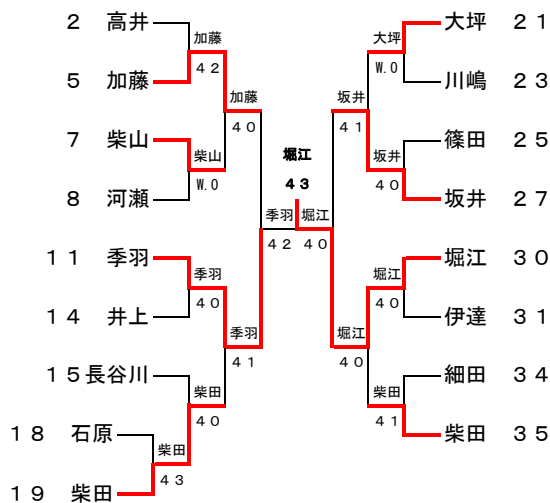 2 高井
加藤
42
5 加藤
加藤
40
7 柴山
柴山
W.0
8 河瀬
堀江
43
季羽
42
堀江
40
11 季羽
季羽
40
14 井上
季羽
41
15 長谷川
柴田
40
18 石原
柴田
43
19 柴田
大坪 21
大坪
W.0
川嶋 23
坂井
41
篠田 25
坂井
40
坂井 27
堀江 30
堀江
40
伊達 31
堀江
40
細田 34
柴田
41
柴田 35